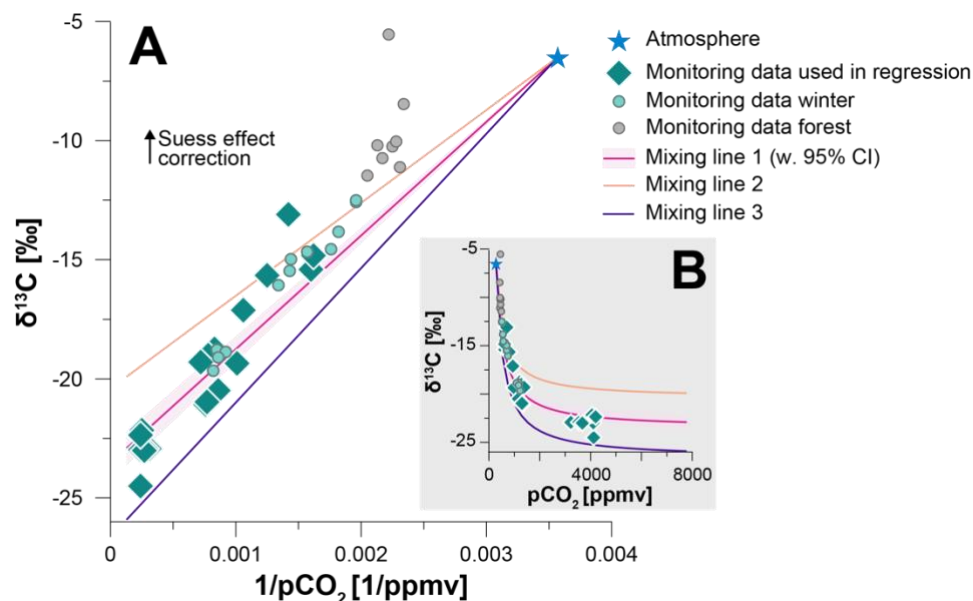 A
-5
-10
-15
-20
-25
δ¹³C [‰]
Suess effect
correction
0
0.001
0.002
0.003
0.004
1/pCO₂ [1/ppmv]
Atmosphere
Monitoring data used in regression
Monitoring data winter
Monitoring data forest
Mixing line 1 (w. 95% CI)
Mixing line 2
Mixing line 3
B
-5
-15
-25
δ¹³C [‰]
0
4000
8000
pCO₂ [ppmv]